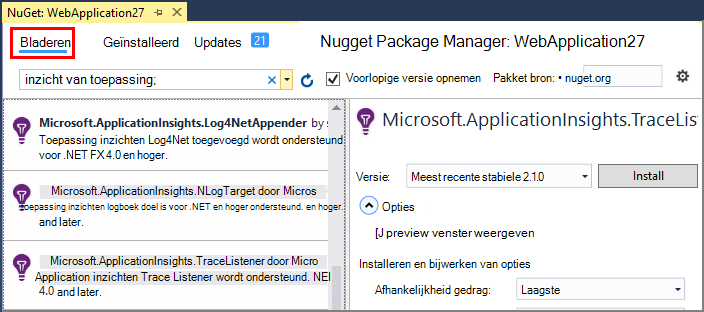 NuGet: WebApplication27
Bladeren Geïnstalleerd Updates 21 Nugget Package Manager: WebApplication27
inzicht van toepassing; Voorlopige versie opnemen Pakket bron: • nuget.org
Microsoft.ApplicationInsights.Log4NetAppender by
Toepassing inzichten Log4Net toegevoegd wordt ondersteund
voor .NET FX4.0 en hoger.
Microsoft.ApplicationInsights.NLogTarget door Micros
Toepassing inzichten logboek doel is voor .NET en hoger ondersteund. en hoger.
and later.
Microsoft.ApplicationInsights.TraceListener door Micro
Application inzichten Trace Listener wordt ondersteund. NE
4.0 and later.
Microsoft.ApplicationInsights.TraceList
Versie: Meest recente stabiele 2.1.0 Install
Opties
[J preview venster weergeven
Installeren en bijwerken van opties
Afhankelijkheid gedrag: Laagste